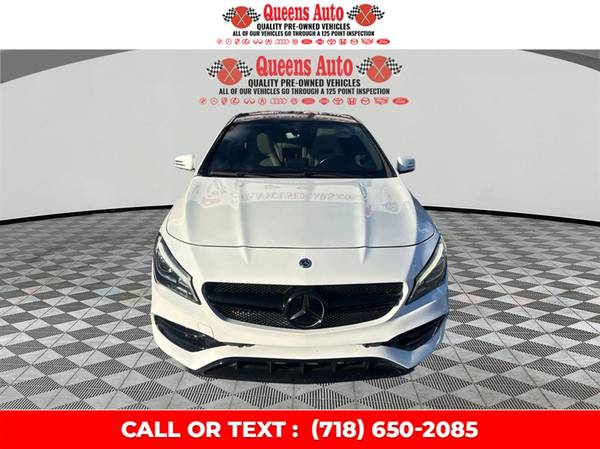 Queens Auto
QUALITY PRE-OWNED VEHICLES
ALL OF OUR VEHICLES GO THROUGH A 125 POINT INSPECTION
Queens Auto
QUALITY PRE-OWNED VEHICLES
ALL OF OUR VEHICLES GO THROUGH A 125 POINT INSPECTION
CALL OR TEXT : (718) 650-2085